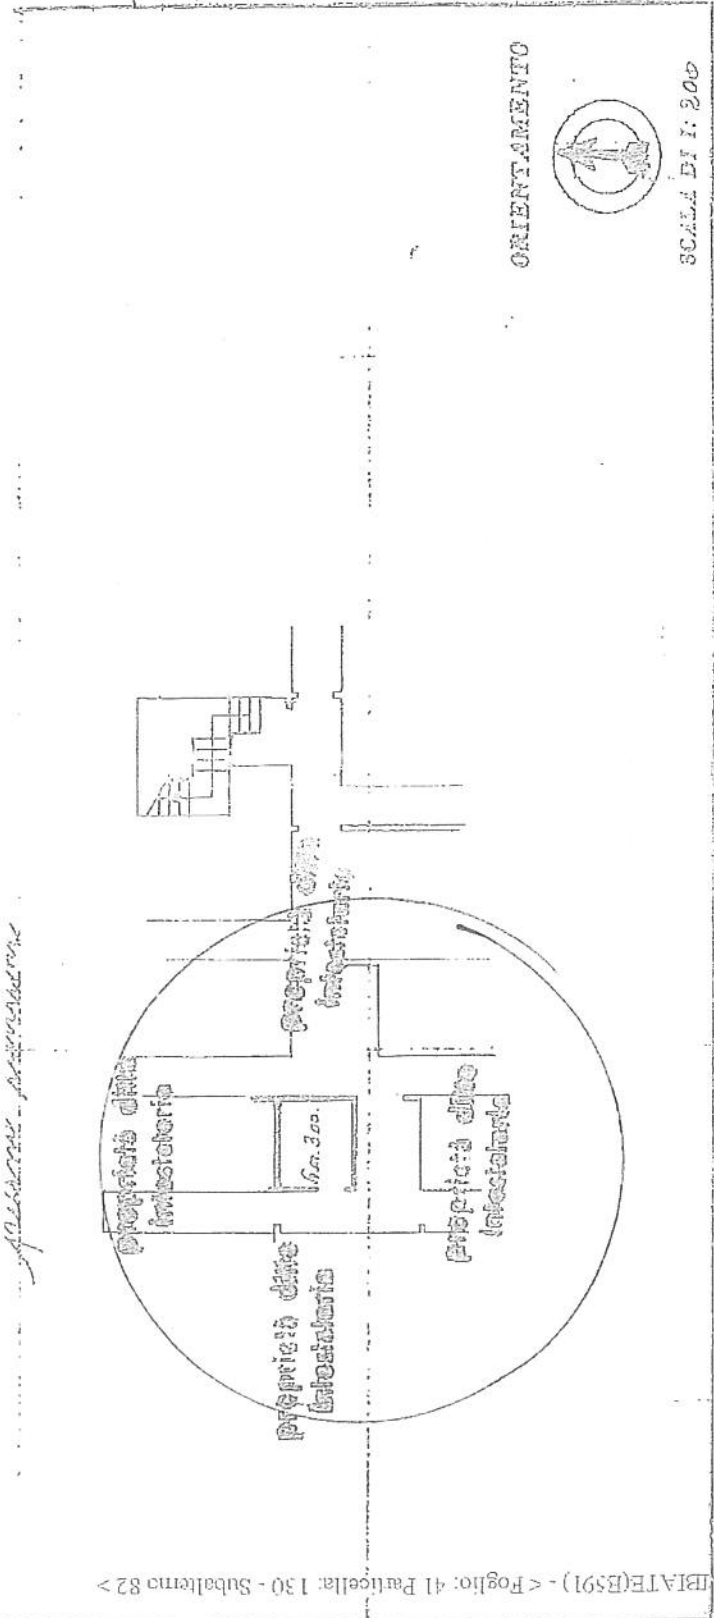 ORIENTAMENTO
SCALA DI 1: 200
proprietà ditta
intestataria
proprietà ditta
intestataria
h.m. 3.00.
proprietà ditta
intestataria
proprietà ditta
intestataria
BIATE(E591) - < Foglio: 41 Particella: 130 - Subalterno 82 >